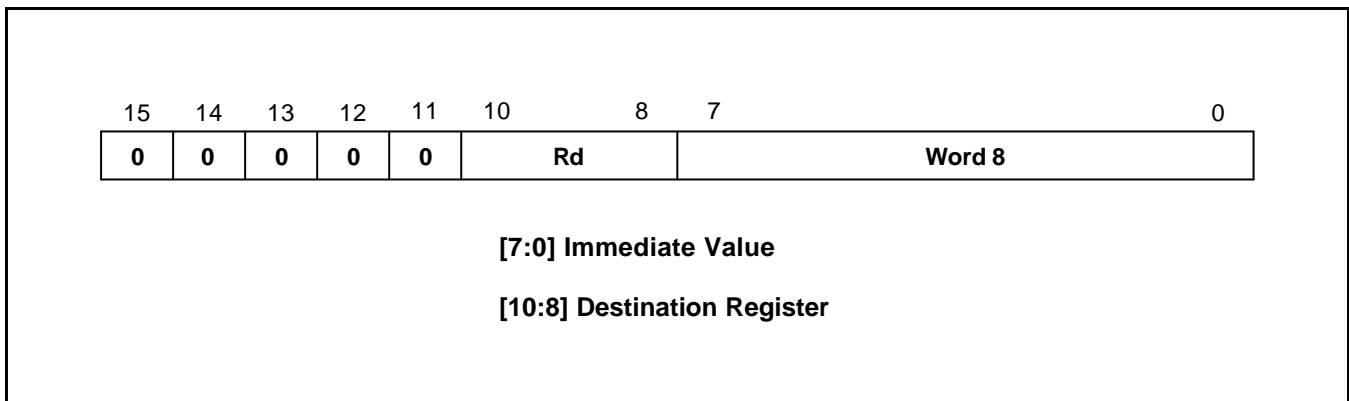 15 14 13 12 11 10 8 7 0
0 0 0 0 0 Rd Word 8
[7:0] Immediate Value
[10:8] Destination Register